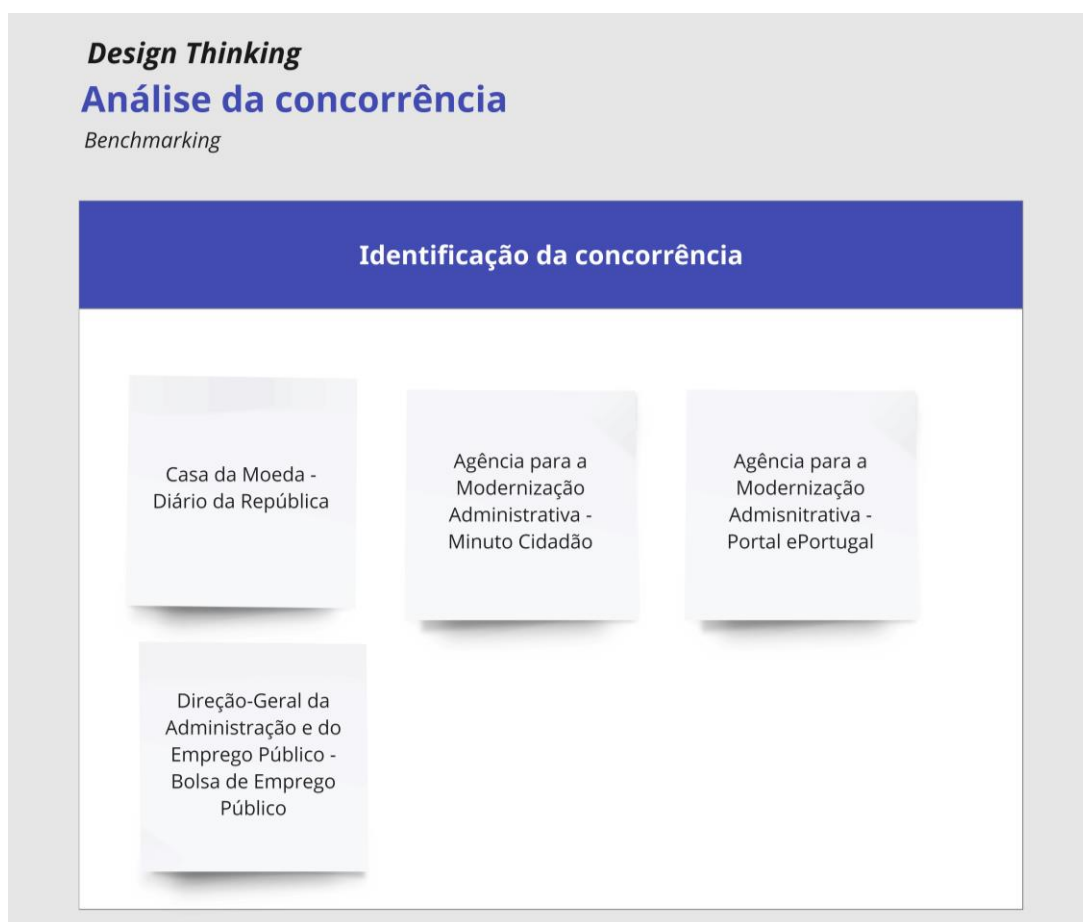 Design Thinking
Análise da concorrência
Benchmarking
Identificação da concorrência
Casa da Moeda -
Diário da República
Agência para a
Modernização
Administrativa -
Minuto Cidadão
Agência para a
Modernização
Admisnitrativa -
Portal ePortugal
Direção-Geral da
Administração e do
Emprego Público -
Bolsa de Emprego
Público